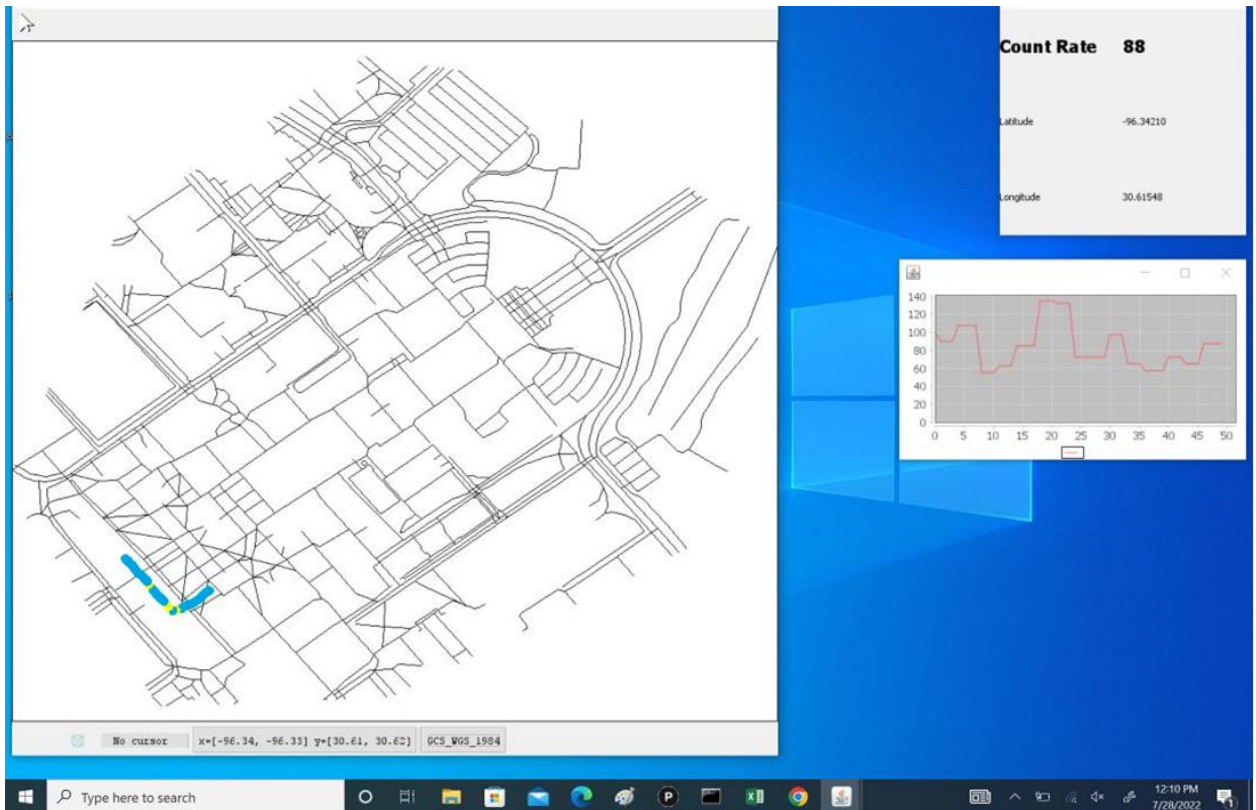 Count Rate 88
Latitude -96.34210
Longitude 30.61548
140
120
100
80
60
40
20
0
0 5 10 15 20 25 30 35 40 45 50
No cursor x=[-96.34, -96.33] y=[30.61, 30.62] GCS_WGS_1984
Type here to search
12:10 PM
7/28/2022